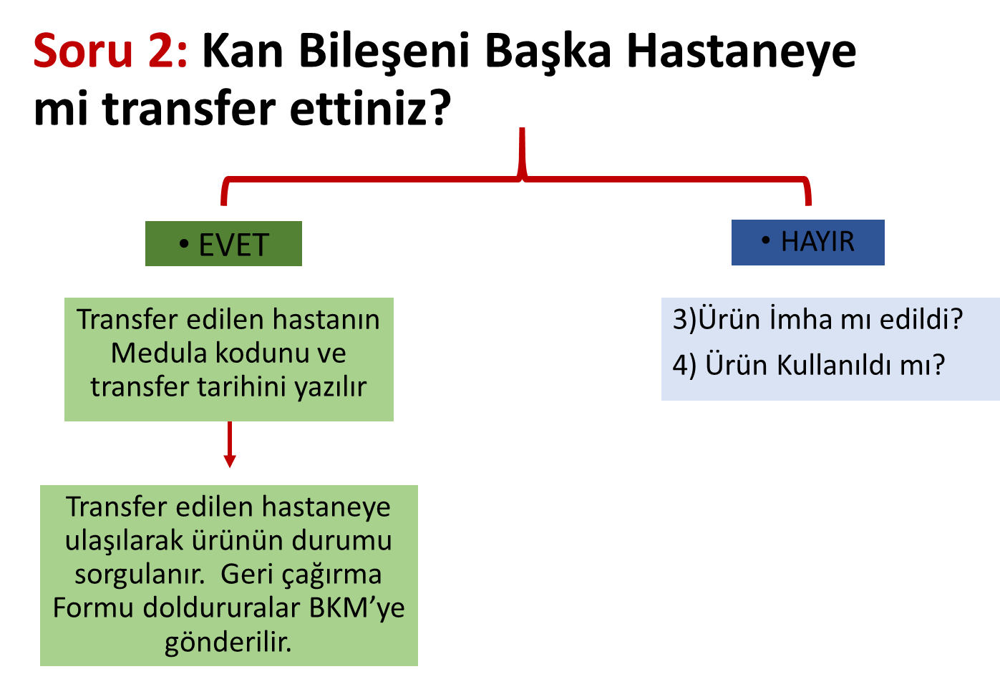 Soru 2: Kan Bileşeni Başka Hastaneye
mi transfer ettiniz?
• EVET
Transfer edilen hastanın
Medula kodunu ve
transfer tarihini yazılır
Transfer edilen hastaneye
ulaşılarak ürünün durumu
sorgulanır.  Geri çağırma
Formu doldururalar BKM’ye
gönderilir.
• HAYIR
3)Ürün İmha mı edildi?
4) Ürün Kullanıldı mı?